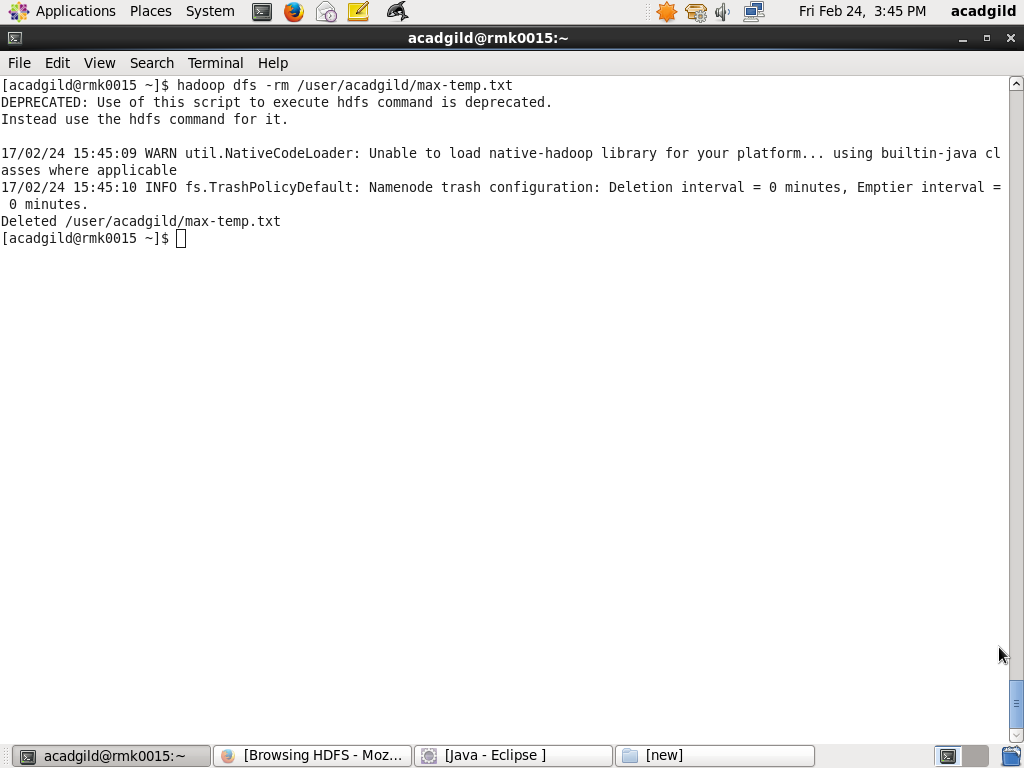 Applications Places System Fri Feb 24, 3:45 PM acadgild
acadgild@rmk0015:~
File Edit View Search Terminal Help
[acadgild@rmk0015 ~]$ hadoop dfs -rm /user/acadgild/max-temp.txt
DEPRECATED: Use of this script to execute hdfs command is deprecated.
Instead use the hdfs command for it.
17/02/24 15:45:09 WARN util.NativeCodeLoader: Unable to load native-hadoop library for your platform... using builtin-java cl
asses where applicable
17/02/24 15:45:10 INFO fs.TrashPolicyDefault: Namenode trash configuration: Deletion interval = 0 minutes, Emptier interval =
 0 minutes.
Deleted /user/acadgild/max-temp.txt
[acadgild@rmk0015 ~]$
acadgild@rmk0015:~ [Browsing HDFS - Moz... [Java - Eclipse ] [new]